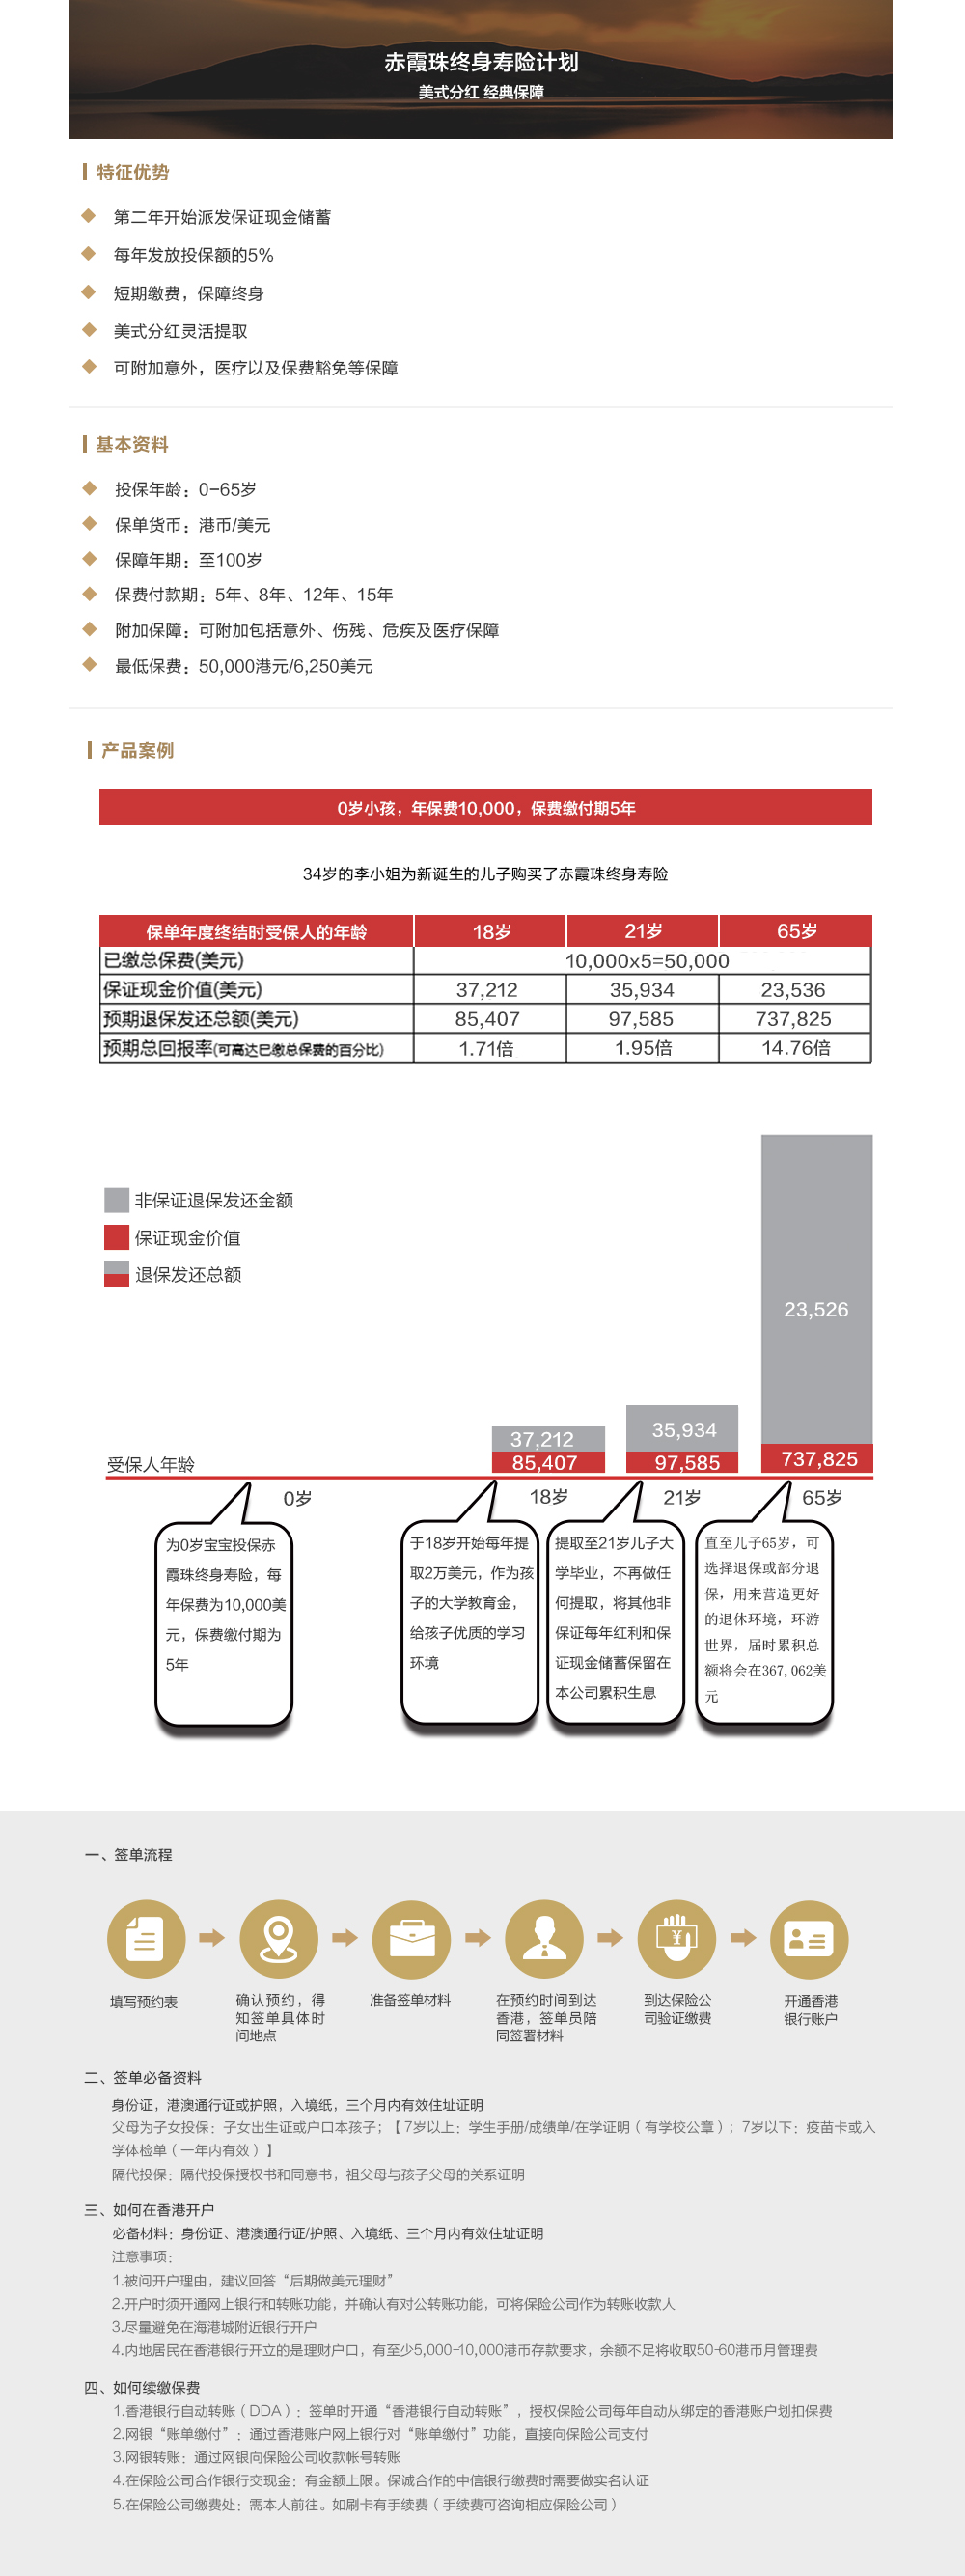 赤霞珠终身寿险计划
美式分红 经典保障
特征优势
第二年开始派发保证现金储蓄
每年发放投保额的5%
短期缴费，保障终身
美式分红灵活提取
可附加意外，医疗以及保费豁免等保障
基本资料
投保年龄：0-65岁
保单货币：港币/美元
保障年期：至100岁
保费付款期：5年、8年、12年、15年
附加保障：可附加包括意外、伤残、危疾及医疗保障
最低保费：50,000港元/6,250美元
产品案例
0岁小孩，年保费10,000，保费缴付期5年
34岁的李小姐为新诞生的儿子购买了赤霞珠终身寿险
保单年度终结时受保人的年龄 18岁 21岁 65岁
已缴总保费(美元) 10,000x5=50,000
保证现金价值(美元) 37,212 35,934 23,536
预期退保发还总额(美元) 85,407 97,585 737,825
预期总回报率(可高达已缴总保费的百分比) 1.71倍 1.95倍 14.76倍
非保证退保发还金额
保证现金价值
退保发还总额
23,526
37,212 35,934
85,407 97,585 737,825
受保人年龄
0岁 18岁 21岁 65岁
为0岁宝宝投保赤
霞珠终身寿险，每
年保费为10,000美
元，保费缴付期为
5年
于18岁开始每年提
取2万美元，作为孩
子的大学教育金，
给孩子优质的学习
环境
提取至21岁儿子大
学毕业，不再做任
何提取，将其他非
保证每年红利和保
证现金储蓄保留在
本公司累积生息
直至儿子65岁，可
选择退保或部分退
保，用来营造更好
的退休环境，环游
世界，届时累积总
额将会在367,062美
元
一、签单流程
¥
填写预约表
确认预约，得
知签单具体时
间地点
准备签单材料
在预约时间到达
香港，签单员陪
同签署材料
到达保险公
司验证缴费
开通香港
银行账户
二、签单必备资料
身份证，港澳通行证或护照，入境纸，三个月内有效住址证明
父母为子女投保：子女出生证或户口本孩子；【 7岁以上：学生手册/成绩单/在学证明（有学校公章）；7岁以下：疫苗卡或入
学体检单（一年内有效）】
隔代投保：隔代投保授权书和同意书，祖父母与孩子父母的关系证明
三、如何在香港开户
必备材料：身份证、港澳通行证/护照、入境纸、三个月内有效住址证明
注意事项：
1.被问开户理由，建议回答“后期做美元理财”
2.开户时须开通网上银行和转账功能，并确认有对公转账功能，可将保险公司作为转账收款人
3.尽量避免在海港城附近银行开户
4.内地居民在香港银行开立的是理财户口，有至少5,000-10,000港币存款要求，余额不足将收取50-60港币月管理费
四、如何续缴保费
1.香港银行自动转账（DDA）：签单时开通“香港银行自动转账”，授权保险公司每年自动从绑定的香港账户划扣保费
2.网银“账单缴付”：通过香港账户网上银行对“账单缴付”功能，直接向保险公司支付
3.网银转账：通过网银向保险公司收款帐号转账
4.在保险公司合作银行交现金：有金额上限。保诚合作的中信银行缴费时需要做实名认证
5.在保险公司缴费处：需本人前往。如刷卡有手续费（手续费可咨询相应保险公司）